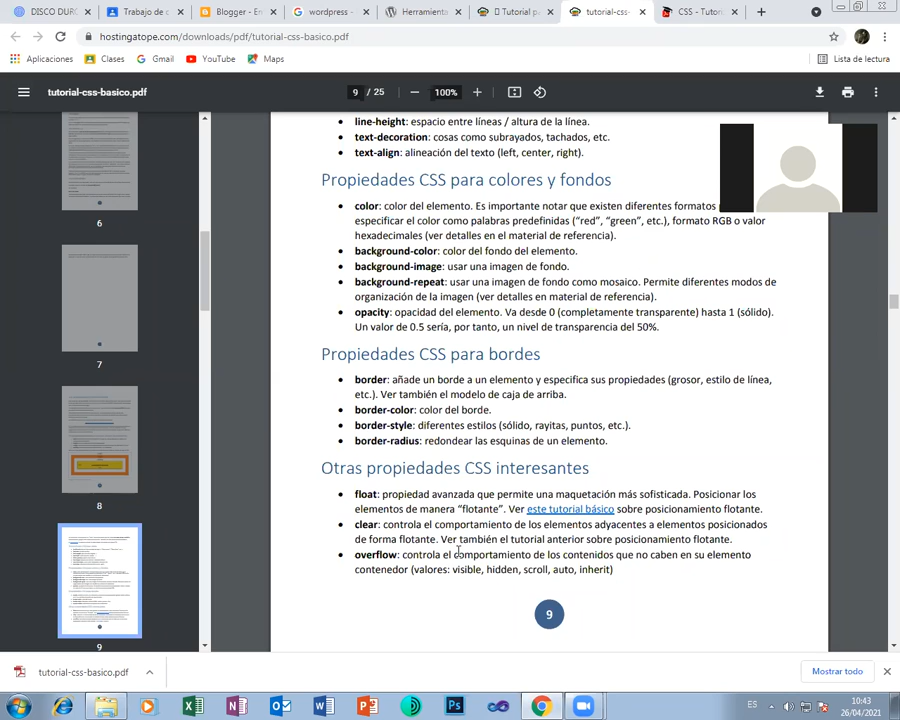 DISCO DURO
Trabajo de c
Blogger - En
wordpress -
Herramienta
Tutorial p
tutorial-css-
CSS - Tutori
hostingatope.com/downloads/pdf/tutorial-css-basico.pdf
Aplicaciones
Clases
Gmail
YouTube
Maps
Lista de lectura
tutorial-css-basico.pdf
9 / 25
100%
line-height: espacio entre líneas / altura de la línea.
text-decoration: cosas como subrayados, tachados, etc.
text-align: alineación del texto (left, center, right).
Propiedades CSS para colores y fondos
color: color del elemento. Es importante notar que existen diferentes formatos
especificar el color como palabras predefinidas ("red", "green", etc.), formato RGB o valor
hexadecimales (ver detalles en el material de referencia).
background-color: color del fondo del elemento.
background-image: usar una imagen de fondo.
background-repeat: usar una imagen de fondo como mosaico. Permite diferentes modos de
organización de la imagen (ver detalles en material de referencia).
opacity: opacidad del elemento. Va desde 0 (completamente transparente) hasta 1 (sólido).
Un valor de 0.5 sería, por tanto, un nivel de transparencia del 50%.
Propiedades CSS para bordes
border: añade un borde a un elemento y especifica sus propiedades (grosor, estilo de línea,
etc.). Ver también el modelo de caja de arriba.
border-color: color del borde.
border-style: diferentes estilos (sólido, rayitas, puntos, etc.).
border-radius: redondear las esquinas de un elemento.
Otras propiedades CSS interesantes
float: propiedad avanzada que permite una maquetación más sofisticada. Posicionar los
elementos de manera "flotante". Ver este tutorial básico sobre posicionamiento flotante.
clear: controla el comportamiento de los elementos adyacentes a elementos posicionados
de forma flotante. Ver también el tutorial anterior sobre posicionamiento flotante.
overflow: controla el comportamiento de los contenidos que no caben en su elemento
contenedor (valores: visible, hidden, scroll, auto, inherit)
9
6
7
8
9
tutorial-css-basico.pdf
Mostrar todo
ES
10:43
26/04/2021